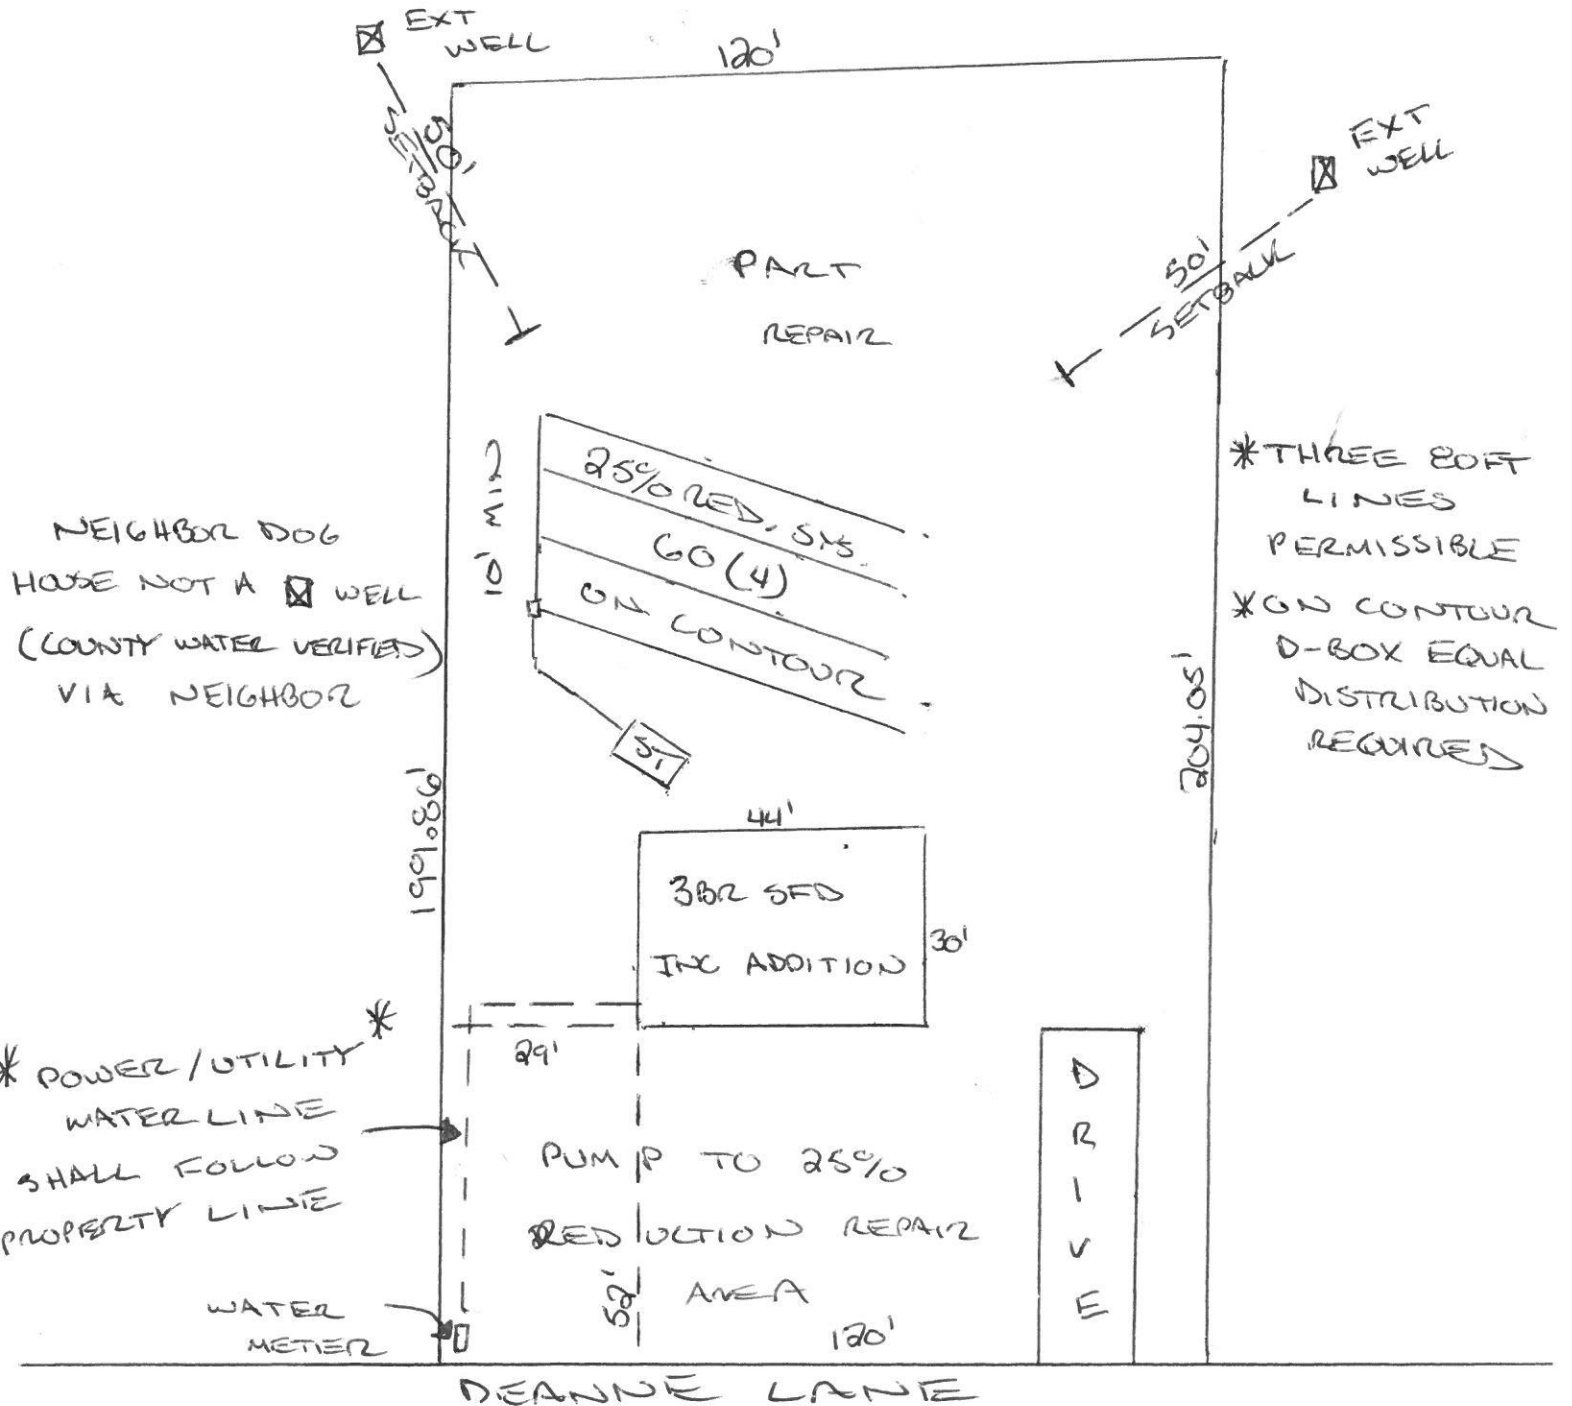 EXT
WELL
120'
50'
SETBACK
EXT
WELL
50'
SETBACK
PART
REPAIR
10' MIN
25% RED. SYS.
60 (4)
ON CONTOUR
ST
NEIGHBOR DOG
HOUSE NOT A WELL
(COUNTY WATER VERIFIED)
VIA NEIGHBOR
* THREE 80FT
LINES
PERMISSIBLE
* ON CONTOUR
D-BOX EQUAL
DISTRIBUTION
REQUIRED
199.86'
204.05'
44'
3BR SFD
INC ADDITION
30'
29'
*
* POWER/UTILITY
WATER LINE
SHALL FOLLOW
PROPERTY LINE
PUMP TO 25%
REDUCTION REPAIR
AREA
52'
120'
DRIVE
WATER
METER
DEANNE LANE